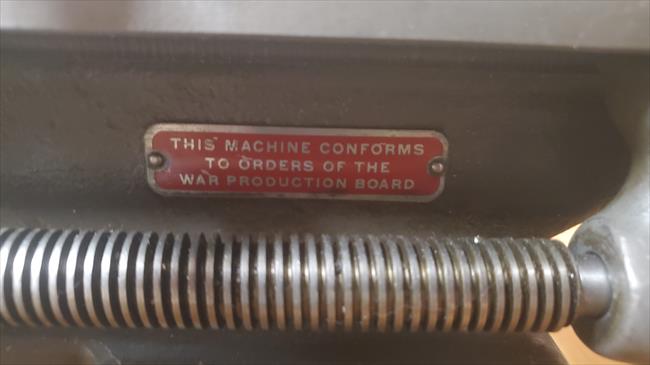 THIS MACHINE CONFORMS
TO ORDERS OF THE
WAR PRODUCTION BOARD